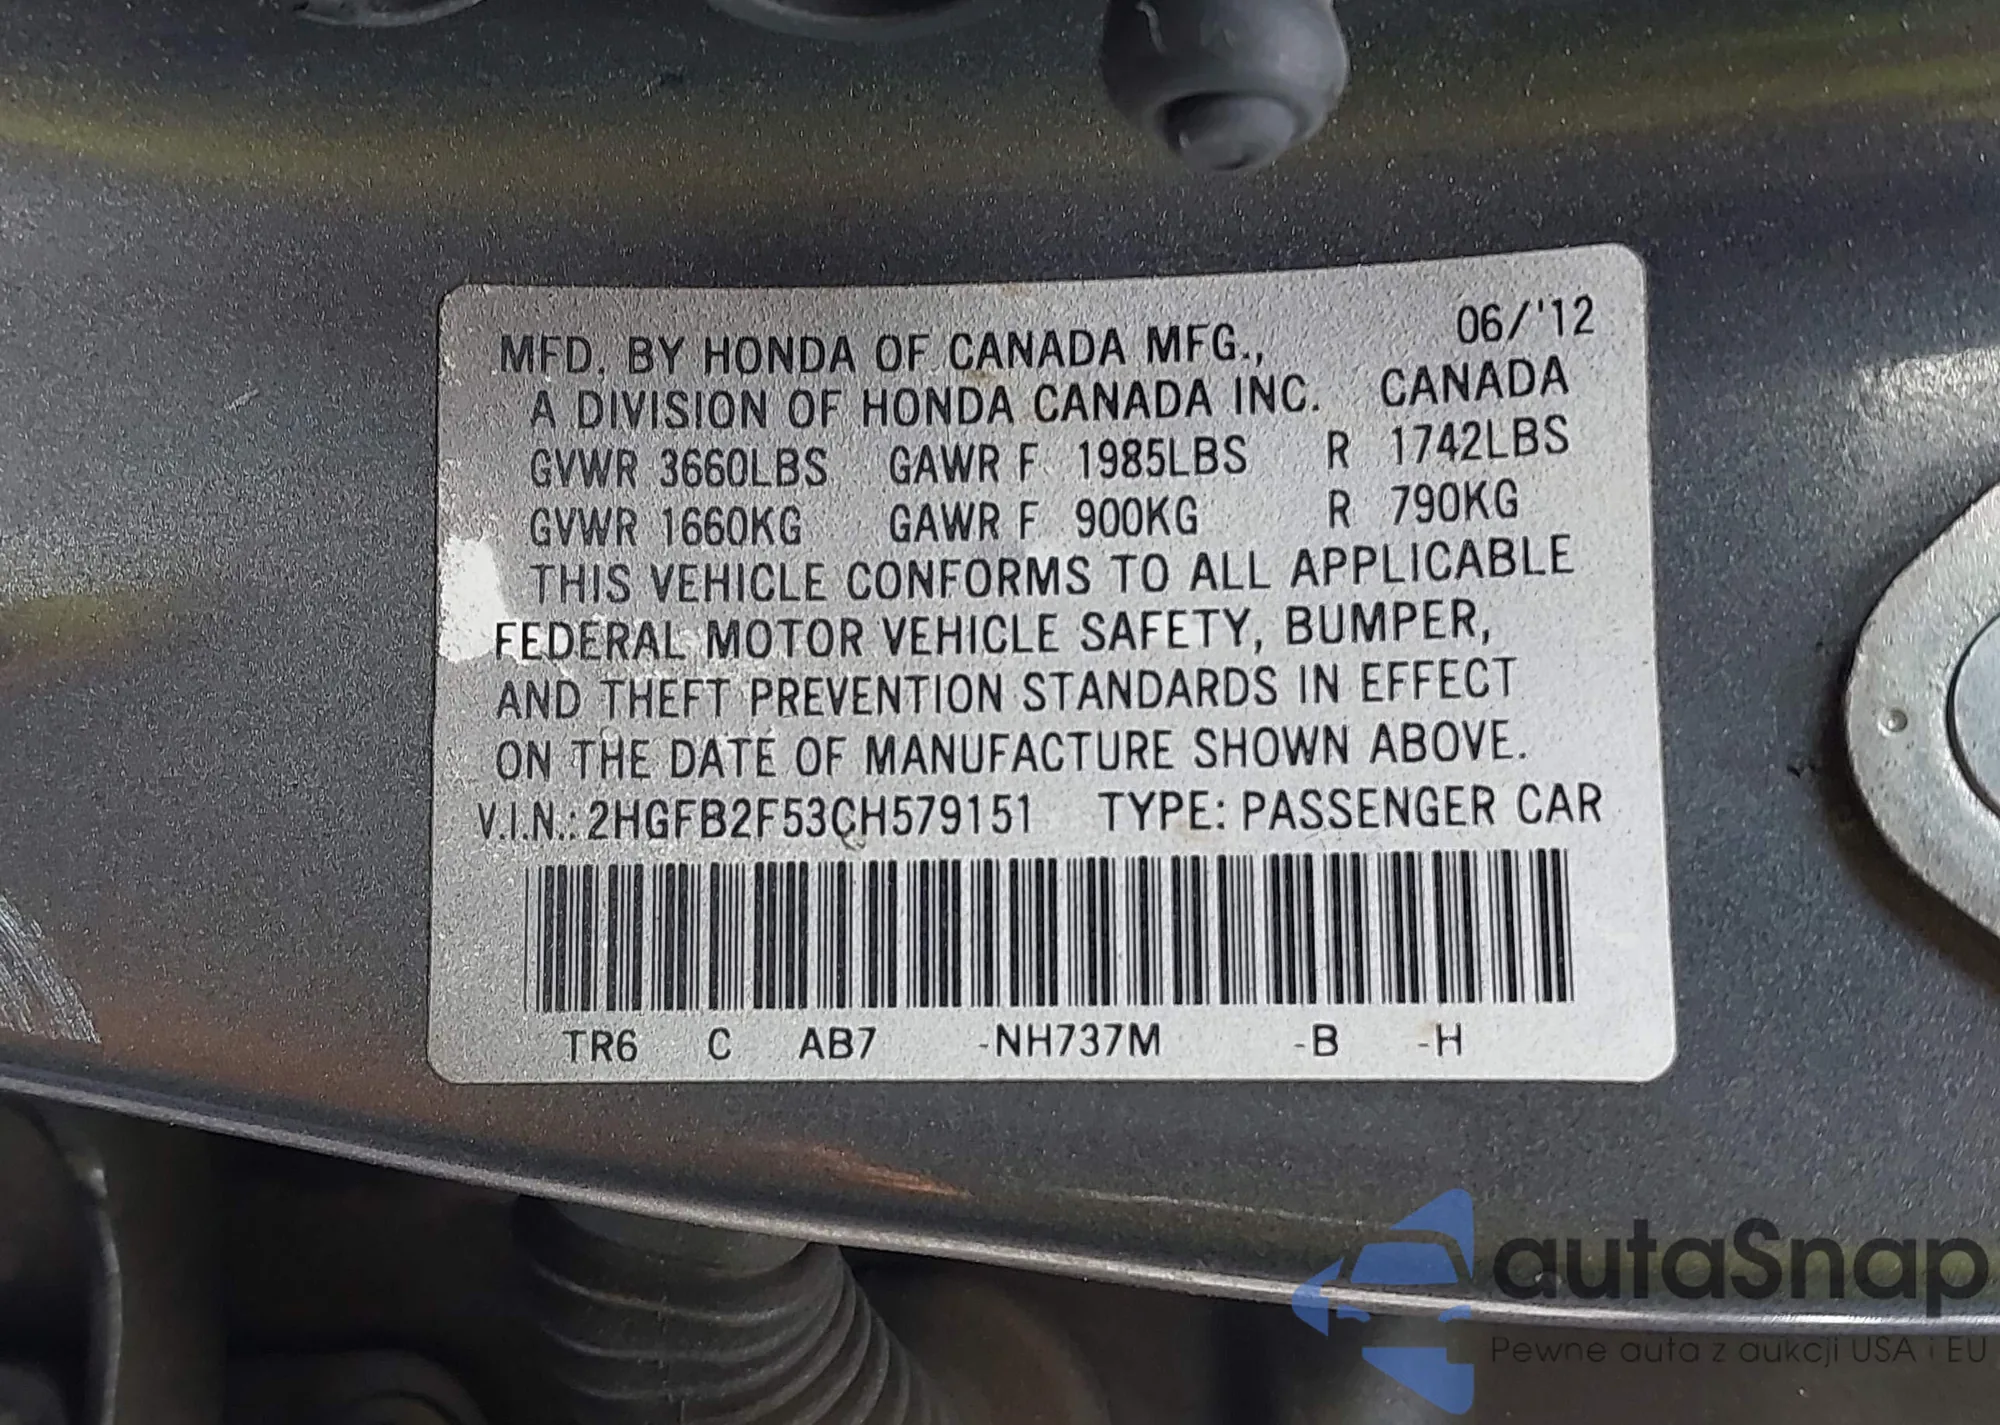 06/'12
MFD. BY HONDA OF CANADA MFG.,
A DIVISION OF HONDA CANADA INC. CANADA
GVWR 3660LBS GAWR F 1985LBS R 1742LBS
GVWR 1660KG GAWR F 900KG R 790KG
THIS VEHICLE CONFORMS TO ALL APPLICABLE
FEDERAL MOTOR VEHICLE SAFETY, BUMPER,
AND THEFT PREVENTION STANDARDS IN EFFECT
ON THE DATE OF MANUFACTURE SHOWN ABOVE.
V.I.N.: 2HGFB2F53CH579151 TYPE: PASSENGER CAR
TR6 C AB7 -NH737M -B -H
autaSnap
Pewne auta z aukcji USA i EU